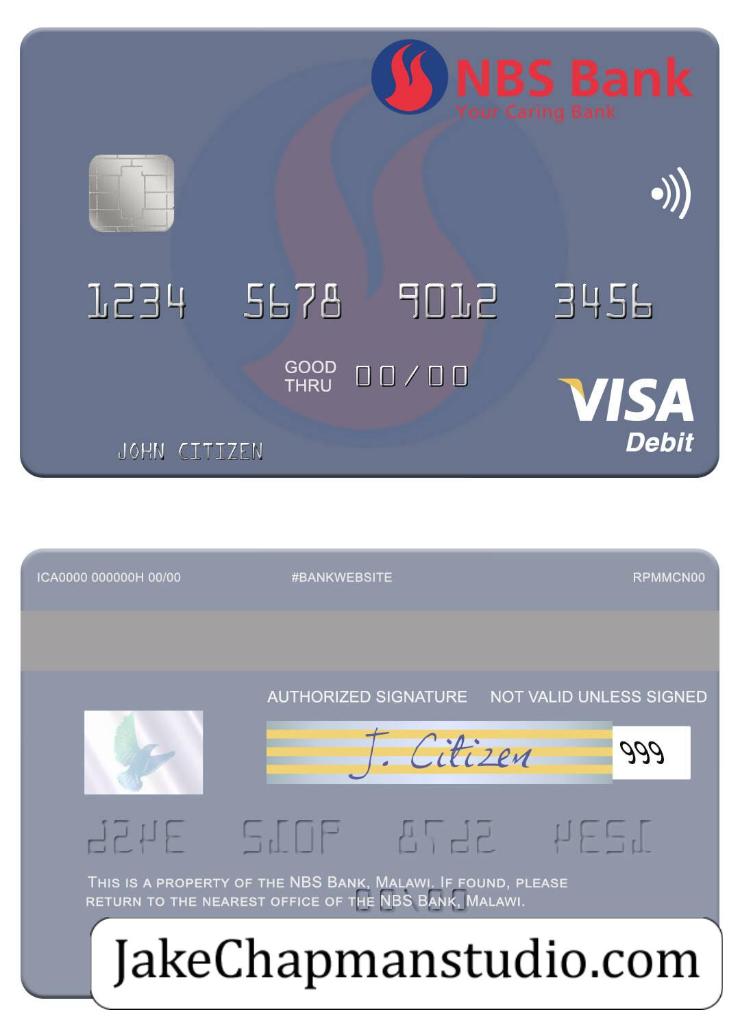 NBS Bank
Your Caring Bank
1234 5678 9012 3456
GOOD THRU 00/00
VISA
Debit
JOHN CITIZEN
ICA0000 000000H 00/00 #BANKWEBSITE RPMMCN00
AUTHORIZED SIGNATURE NOT VALID UNLESS SIGNED
J. Citizen 999
THIS IS A PROPERTY OF THE NBS BANK, MALAWI. IF FOUND, PLEASE
RETURN TO THE NEAREST OFFICE OF THE NBS BANK, MALAWI.
JakeChapmanstudio.com